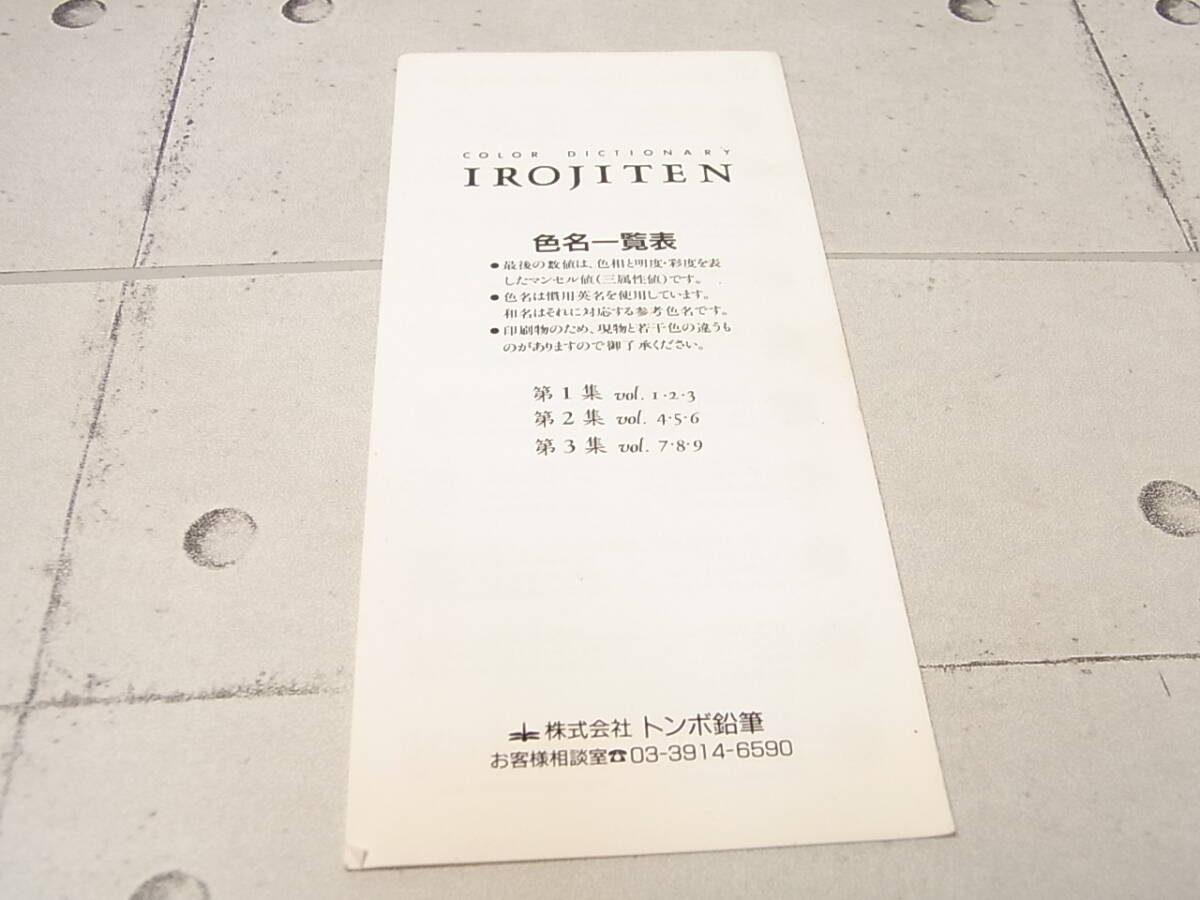 COLOR DICTIONARY
IROJITEN
色名一覧表
●最後の数値は、色相と明度・彩度を表
したマンセル値(三属性値)です。
●色名は慣用英名を使用しています。
和名はそれに対応する参考色名です。
●印刷物のため、現物と若干色の違うも
のがありますので御了承ください。
第1集 vol. 1・2・3
第2集 vol. 4・5・6
第3集 vol. 7・8・9
株式会社 トンボ鉛筆
お客様相談室☎03-3914-6590